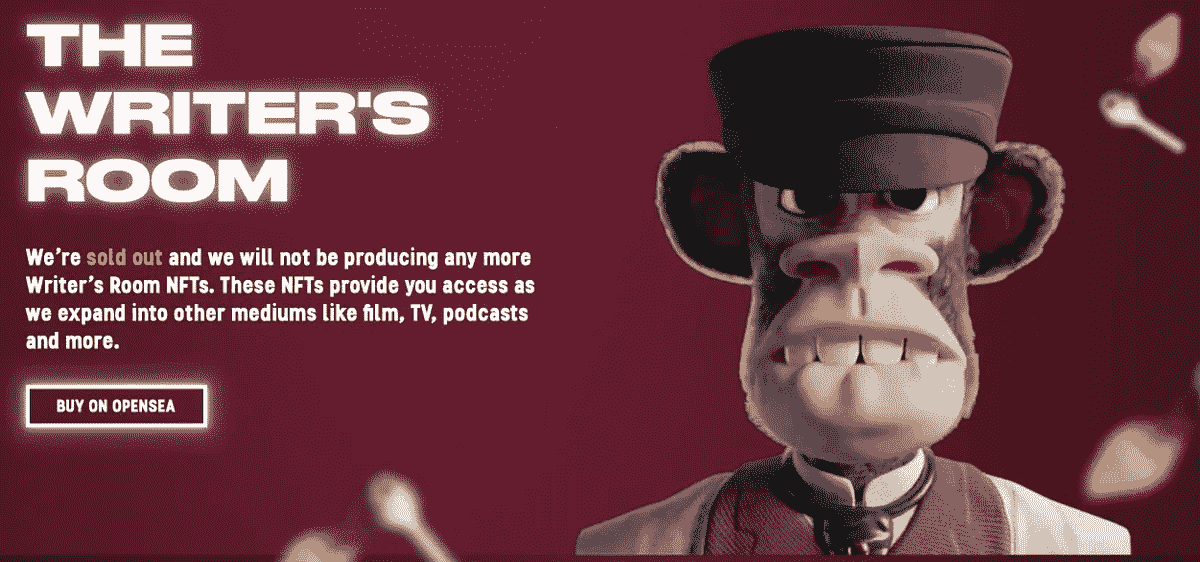 THE
WRITER'S
ROOM
We're sold out and we will not be producing any more
Writer's Room NFTs. These NFTs provide you access as
we expand into other mediums like film, TV, podcasts
and more.
BUY ON OPENSEA